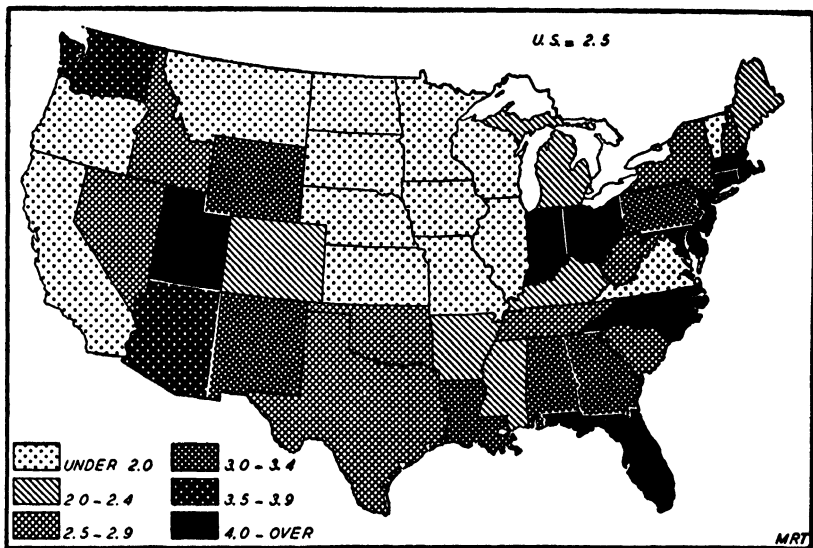 U.S. = 2.5
UNDER 2.0
2.0 - 2.4
2.5 - 2.9
3.0 - 3.4
3.5 - 3.9
4.0 - OVER
MRT